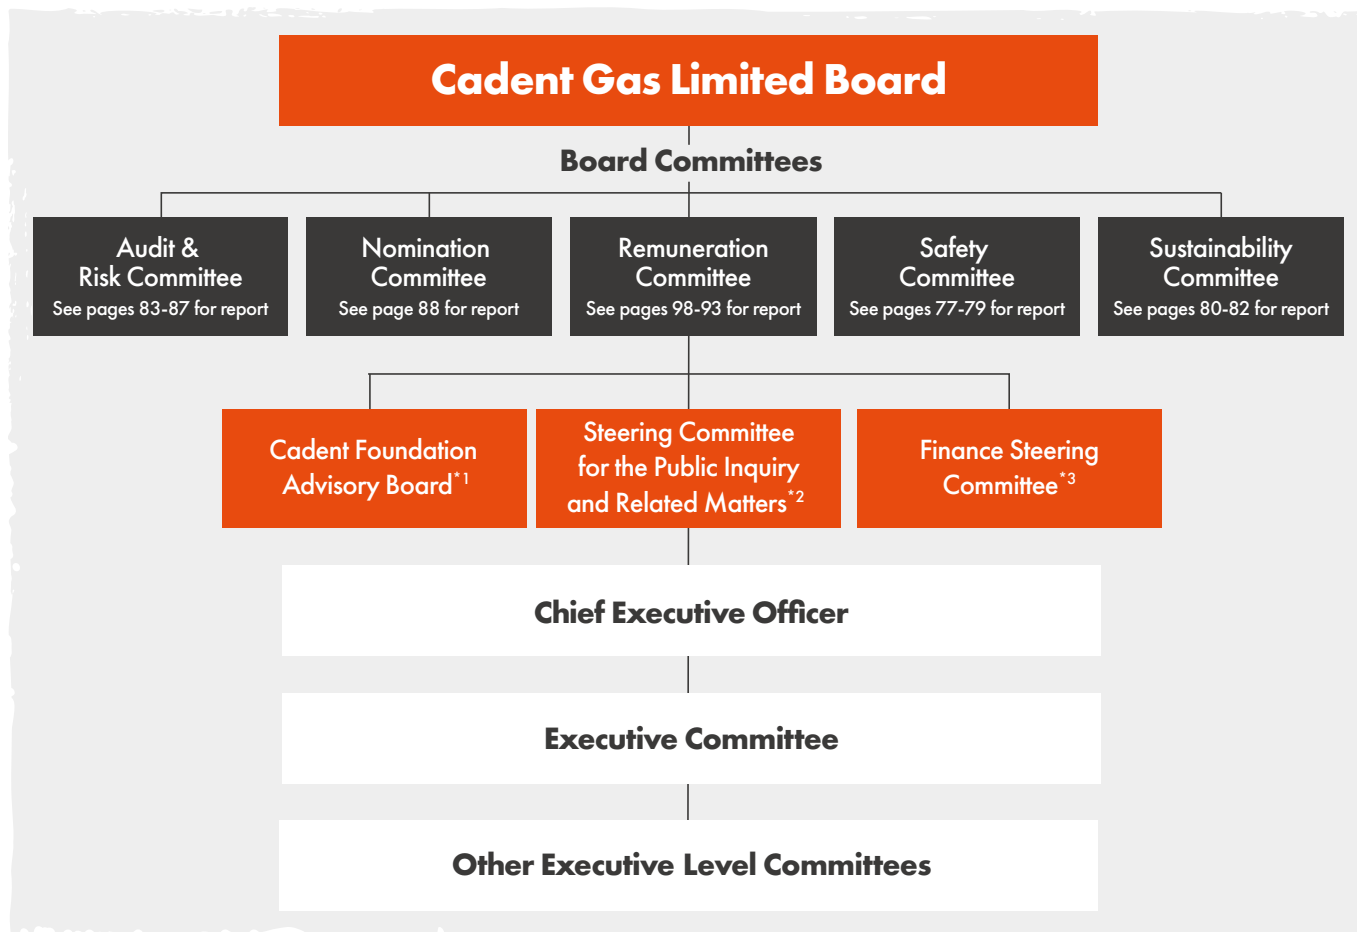 Cadent Gas Limited Board
Board Committees
Audit &
Risk Committee
See pages 83-87 for report
Nomination
Committee
See page 88 for report
Remuneration
Committee
See pages 98-93 for report
Safety
Committee
See pages 77-79 for report
Sustainability
Committee
See pages 80-82 for report
Cadent Foundation
Advisory Board*1
Steering Committee
for the Public Inquiry
and Related Matters*2
Finance Steering
Committee*3
Chief Executive Officer
Executive Committee
Other Executive Level Committees